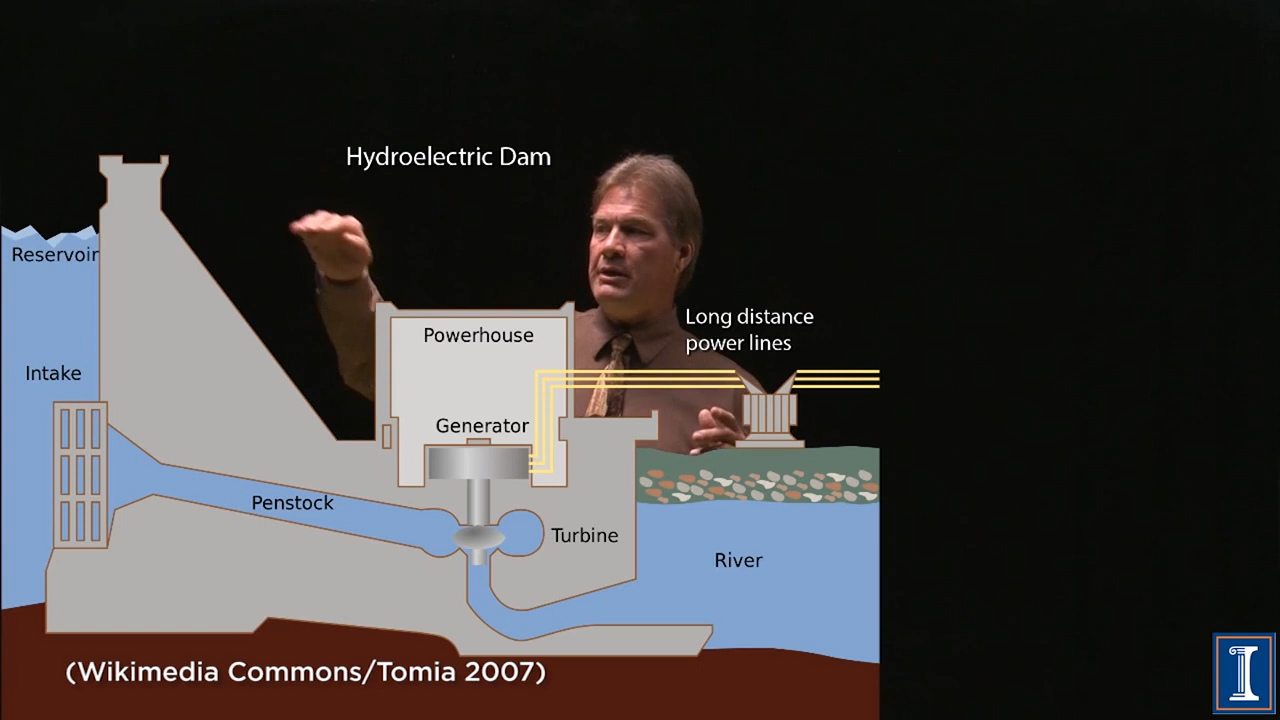 Hydroelectric Dam
Reservoir
Long distance
power lines
Powerhouse
Intake
Generator
Penstock
Turbine
River
(Wikimedia Commons/Tomia 2007)
I